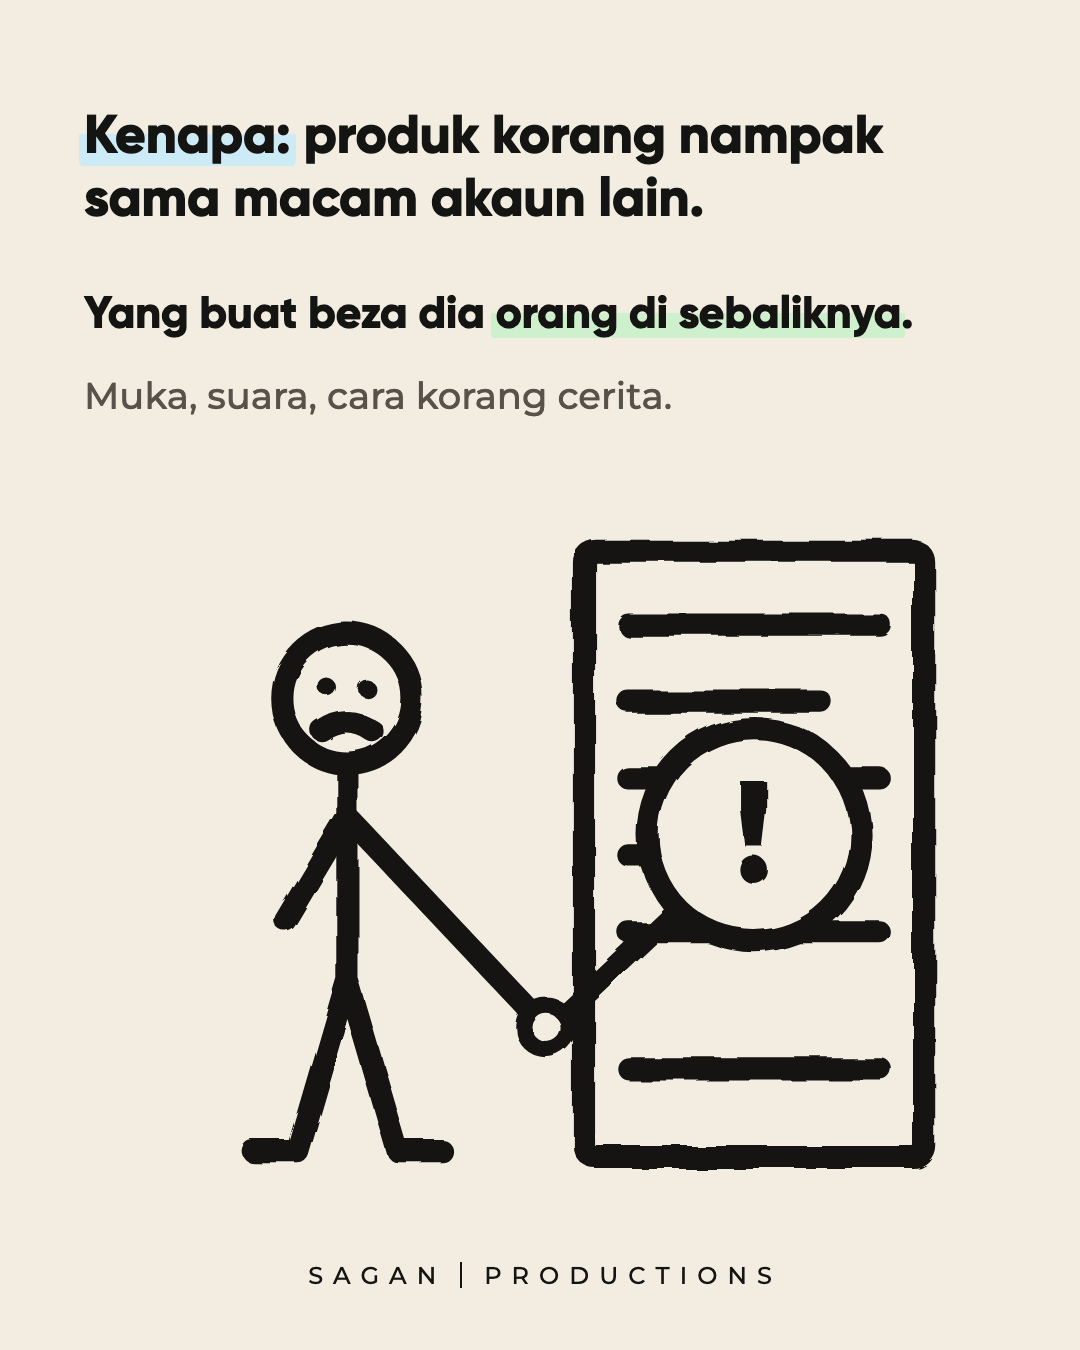 Kenapa: produk korang nampak
sama macam akaun lain.
Yang buat beza dia orang di sebaliknya.
Muka, suara, cara korang cerita.
!
SAGAN | PRODUCTIONS